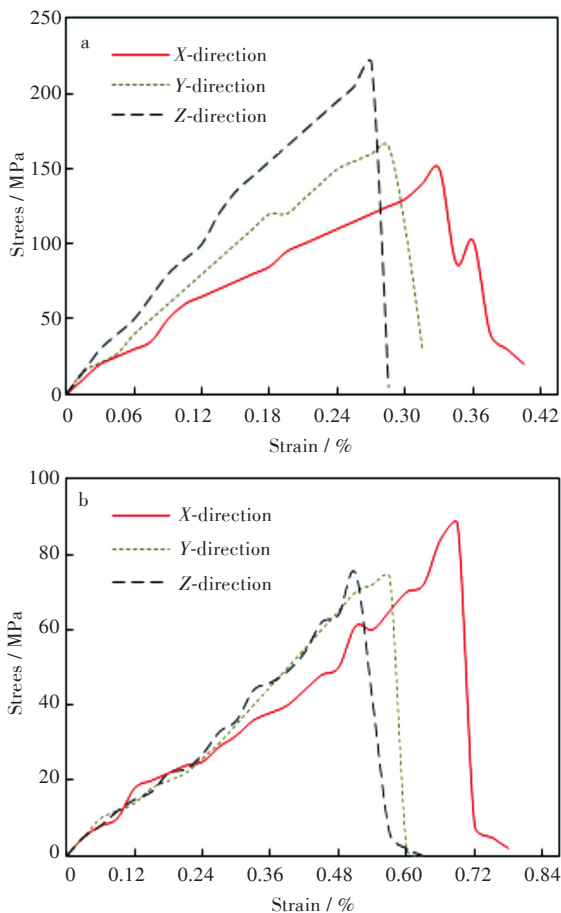 250
a
X-direction
200
Y-direction
Z-direction
150
Strees / MPa
100
50
0
0 0.06 0.12 0.18 0.24 0.30 0.36 0.42
Strain / %
100
b
X-direction
80
Y-direction
Z-direction
60
Strees / MPa
40
20
0
0 0.12 0.24 0.36 0.48 0.60 0.72 0.84
Strain / %